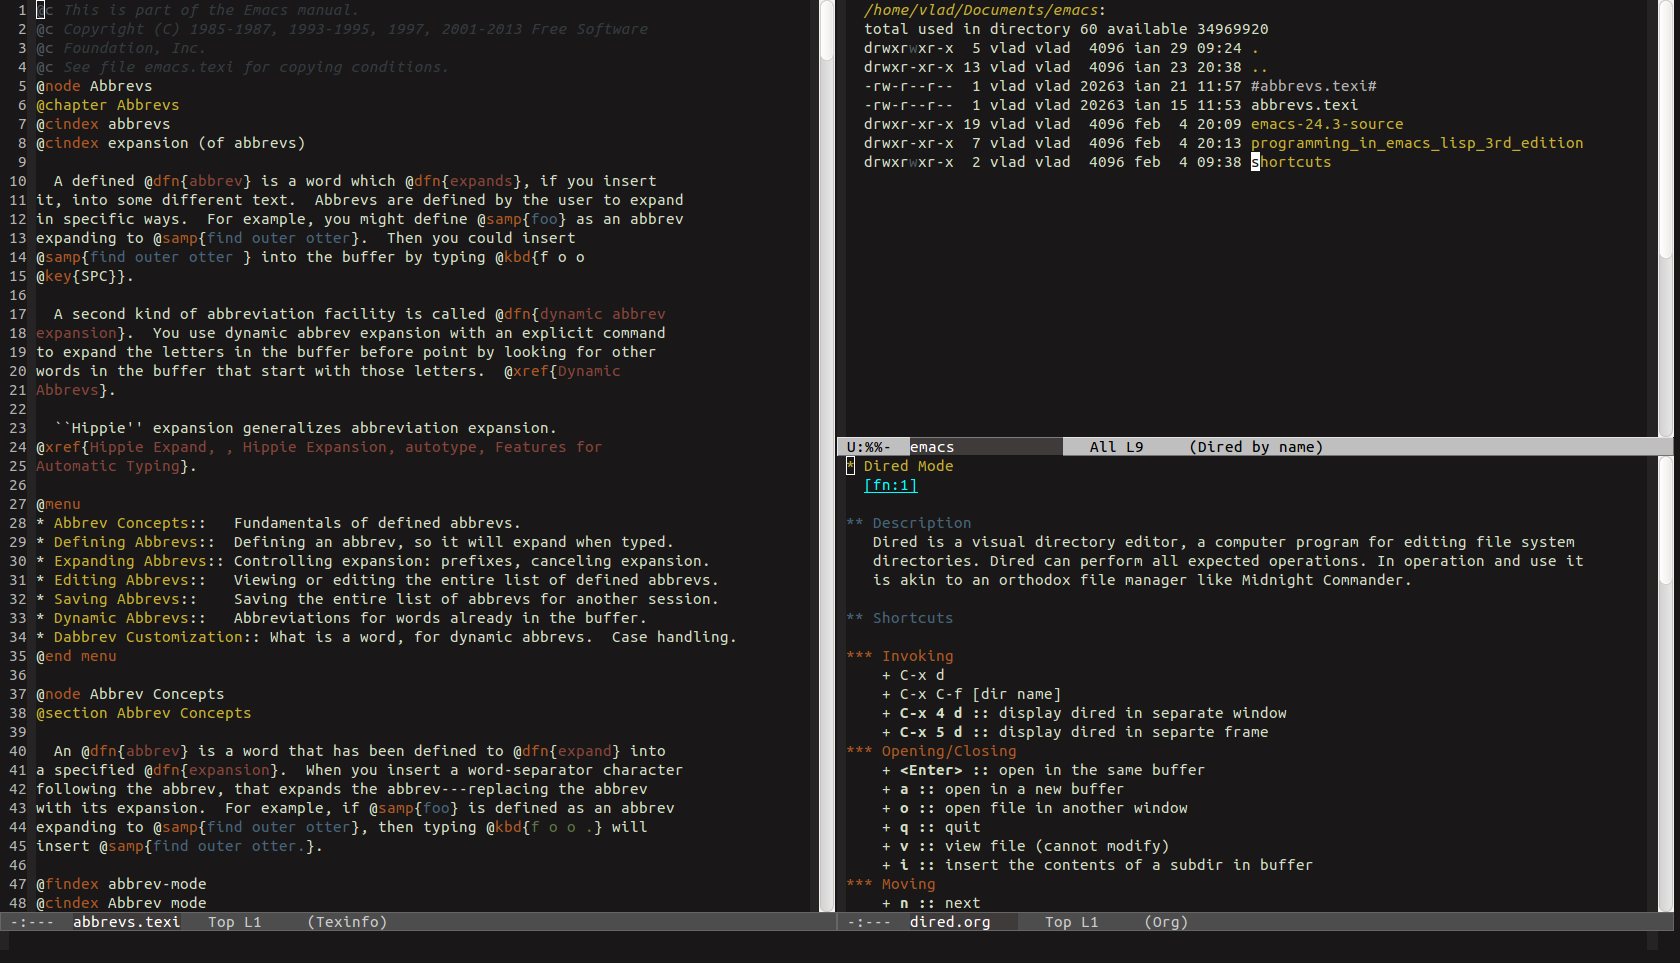 1 @c This is part of the Emacs manual.
2 @c Copyright (C) 1985-1987, 1993-1995, 1997, 2001-2013 Free Software
3 @c Foundation, Inc.
4 @c See file emacs.texi for copying conditions.
5 @node Abbrevs
6 @chapter Abbrevs
7 @cindex abbrevs
8 @cindex expansion (of abbrevs)
9
10   A defined @dfn{abbrev} is a word which @dfn{expands}, if you insert
11 it, into some different text.  Abbrevs are defined by the user to expand
12 in specific ways.  For example, you might define @samp{foo} as an abbrev
13 expanding to @samp{find outer otter}.  Then you could insert
14 @samp{find outer otter } into the buffer by typing @kbd{f o o
15 @key{SPC}}.
16
17   A second kind of abbreviation facility is called @dfn{dynamic abbrev
18 expansion}.  You use dynamic abbrev expansion with an explicit command
19 to expand the letters in the buffer before point by looking for other
20 words in the buffer that start with those letters.  @xref{Dynamic
21 Abbrevs}.
22
23   ``Hippie'' expansion generalizes abbreviation expansion.
24 @xref{Hippie Expand, , Hippie Expansion, autotype, Features for
25 Automatic Typing}.
26
27 @menu
28 * Abbrev Concepts::   Fundamentals of defined abbrevs.
29 * Defining Abbrevs::  Defining an abbrev, so it will expand when typed.
30 * Expanding Abbrevs:: Controlling expansion: prefixes, canceling expansion.
31 * Editing Abbrevs::   Viewing or editing the entire list of defined abbrevs.
32 * Saving Abbrevs::    Saving the entire list of abbrevs for another session.
33 * Dynamic Abbrevs::   Abbreviations for words already in the buffer.
34 * Dabbrev Customization:: What is a word, for dynamic abbrevs.  Case handling.
35 @end menu
36
37 @node Abbrev Concepts
38 @section Abbrev Concepts
39
40   An @dfn{abbrev} is a word that has been defined to @dfn{expand} into
41 a specified @dfn{expansion}.  When you insert a word-separator character
42 following the abbrev, that expands the abbrev---replacing the abbrev
43 with its expansion.  For example, if @samp{foo} is defined as an abbrev
44 expanding to @samp{find outer otter}, then typing @kbd{f o o .} will
45 insert @samp{find outer otter.}.
46
47 @findex abbrev-mode
48 @cindex Abbrev mode
-:---  abbrevs.texi   Top L1     (Texinfo)
/home/vlad/Documents/emacs:
total used in directory 60 available 34969920
drwxrwxr-x  5 vlad vlad  4096 ian 29 09:24 .
drwxr-xr-x 13 vlad vlad  4096 ian 23 20:38 ..
-rw-r--r--  1 vlad vlad 20263 ian 21 11:57 #abbrevs.texi#
-rw-r--r--  1 vlad vlad 20263 ian 15 11:53 abbrevs.texi
drwxr-xr-x 19 vlad vlad  4096 feb  4 20:09 emacs-24.3-source
drwxr-xr-x  7 vlad vlad  4096 feb  4 20:13 programming_in_emacs_lisp_3rd_edition
drwxrwxr-x  2 vlad vlad  4096 feb  4 09:38 shortcuts
U:%%-  emacs               All L9     (Dired by name)
* Dired Mode
[fn:1]
** Description
Dired is a visual directory editor, a computer program for editing file system
directories. Dired can perform all expected operations. In operation and use it
is akin to an orthodox file manager like Midnight Commander.
** Shortcuts
*** Invoking
+ C-x d
+ C-x C-f [dir name]
+ C-x 4 d :: display dired in separate window
+ C-x 5 d :: display dired in separte frame
*** Opening/Closing
+ <Enter> :: open in the same buffer
+ a :: open in a new buffer
+ o :: open file in another window
+ q :: quit
+ v :: view file (cannot modify)
+ i :: insert the contents of a subdir in buffer
*** Moving
+ n :: next
-:---  dired.org      Top L1     (Org)